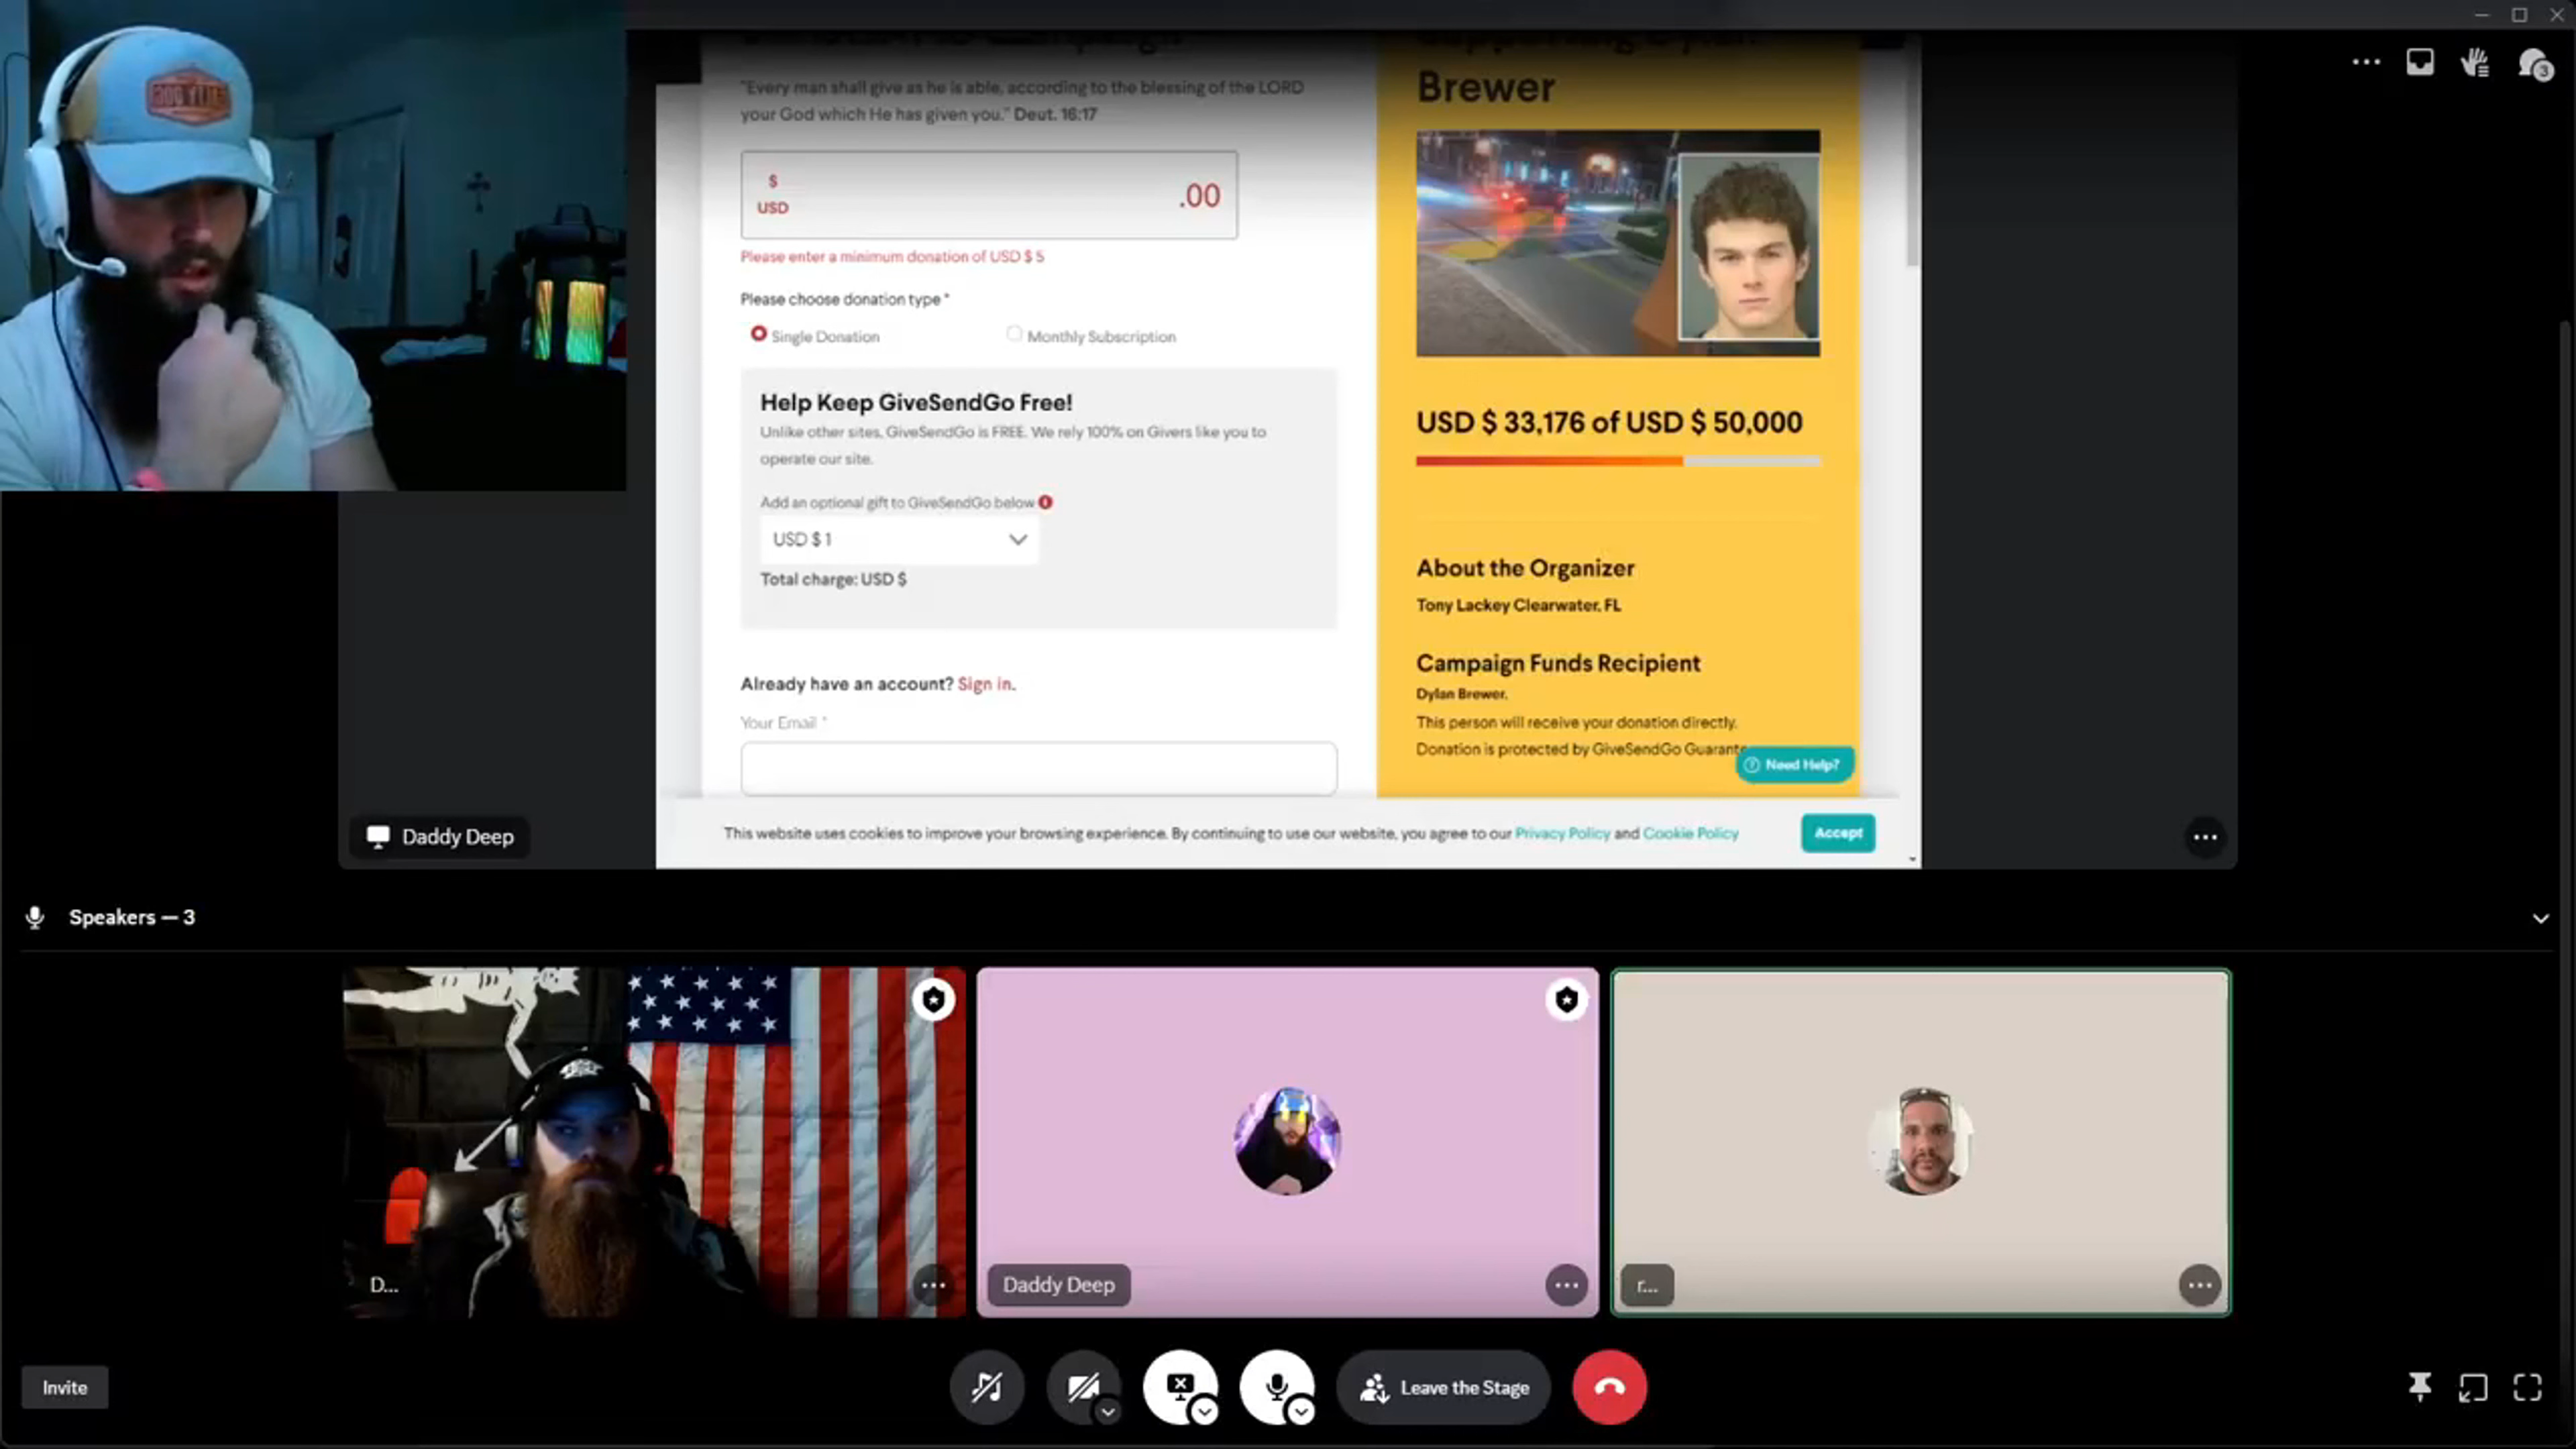 "Every man shall give as he is able, according to the blessing of the LORD
your God which He has given you." Deut. 16:17
$
USD
.00
Please enter a minimum donation of USD $ 5
Please choose donation type *
Single Donation
Monthly Subscription
Help Keep GiveSendGo Free!
Unlike other sites, GiveSendGo is FREE. We rely 100% on Givers like you to
operate our site.
Add an optional gift to GiveSendGo below
USD $ 1
Total charge: USD $
Already have an account? Sign in.
Your Email *
Brewer
USD $ 33,176 of USD $ 50,000
About the Organizer
Tony Lackey Clearwater, FL
Campaign Funds Recipient
Dylan Brewer.
This person will receive your donation directly.
Donation is protected by GiveSendGo
Need Help?
This website uses cookies to improve your browsing experience. By continuing to use our website, you agree to our Privacy Policy and Cookie Policy
Accept
3
Daddy Deep
Speakers — 3
D...
Daddy Deep
r...
Invite
Leave the Stage